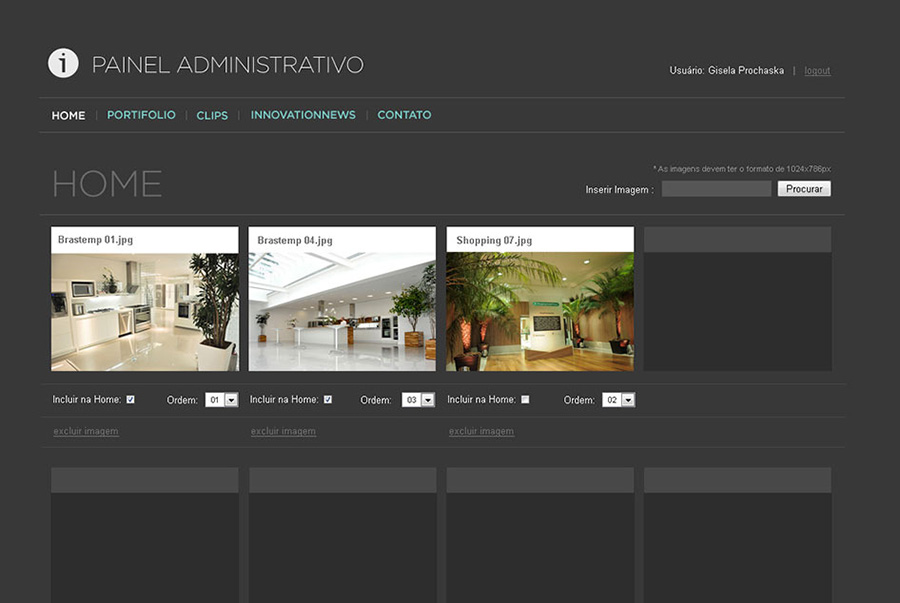 i PAINEL ADMINISTRATIVO
Usuário: Gisela Prochaska | logout
HOME | PORTIFOLIO | CLIPS | INNOVATIONNEWS | CONTATO
HOME
* As imagens devem ter o formato de 1024x786px
Inserir Imagem : Procurar
Brastemp 01.jpg
Brastemp 04.jpg
Shopping 07.jpg
Incluir na Home: Ordem: 01
Incluir na Home: Ordem: 03
Incluir na Home: Ordem: 02
excluir imagem
excluir imagem
excluir imagem